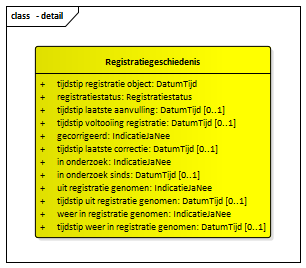 class - detail
Registratiegeschiedenis
+ tijdstip registratie object: DatumTijd
+ registratiestatus: Registratiestatus
+ tijdstip laatste aanvulling: DatumTijd [0..1]
+ tijdstip voltooiing registratie: DatumTijd [0..1]
+ gecorrigeerd: IndicatieJaNee
+ tijdstip laatste correctie: DatumTijd [0..1]
+ in onderzoek: IndicatieJaNee
+ in onderzoek sinds: DatumTijd [0..1]
+ uit registratie genomen: IndicatieJaNee
+ tijdstip uit registratie genomen: DatumTijd [0..1]
+ weer in registratie genomen: IndicatieJaNee
+ tijdstip weer in registratie genomen: DatumTijd [0..1]